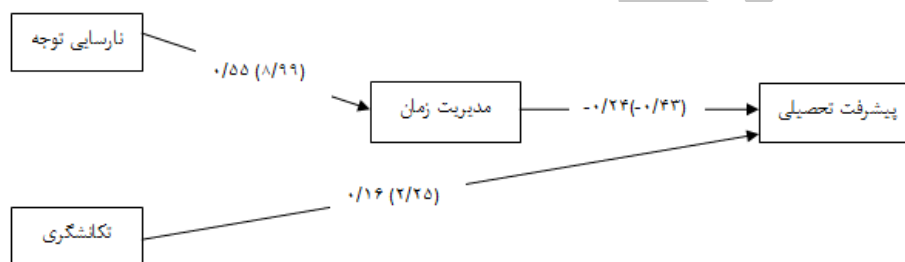 نارسایی توجه
۰/۵۵ (۸/۹۹)
مدیریت زمان
-۰/۲۴(-۰/۴۳)
پیشرفت تحصیلی
۰/۱۶ (۲/۲۵)
تکانشگری